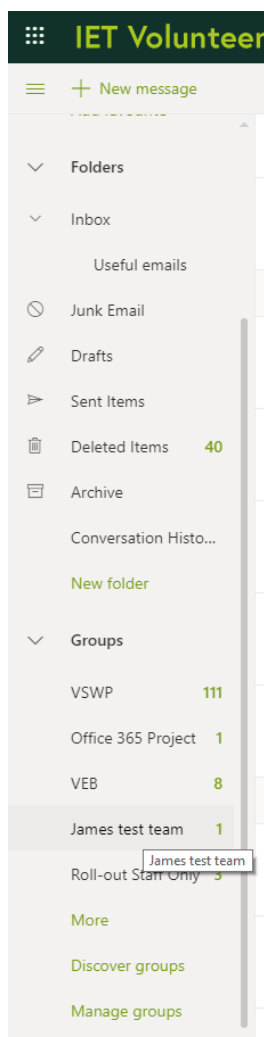 IET Volunteer
New message
Folders
Inbox
Useful emails
Junk Email
Drafts
Sent Items
Deleted Items 40
Archive
Conversation Histo...
New folder
Groups
VSWP 111
Office 365 Project 1
VEB 8
James test team 1
James test team
Roll-out Staff Only 3
More
Discover groups
Manage groups